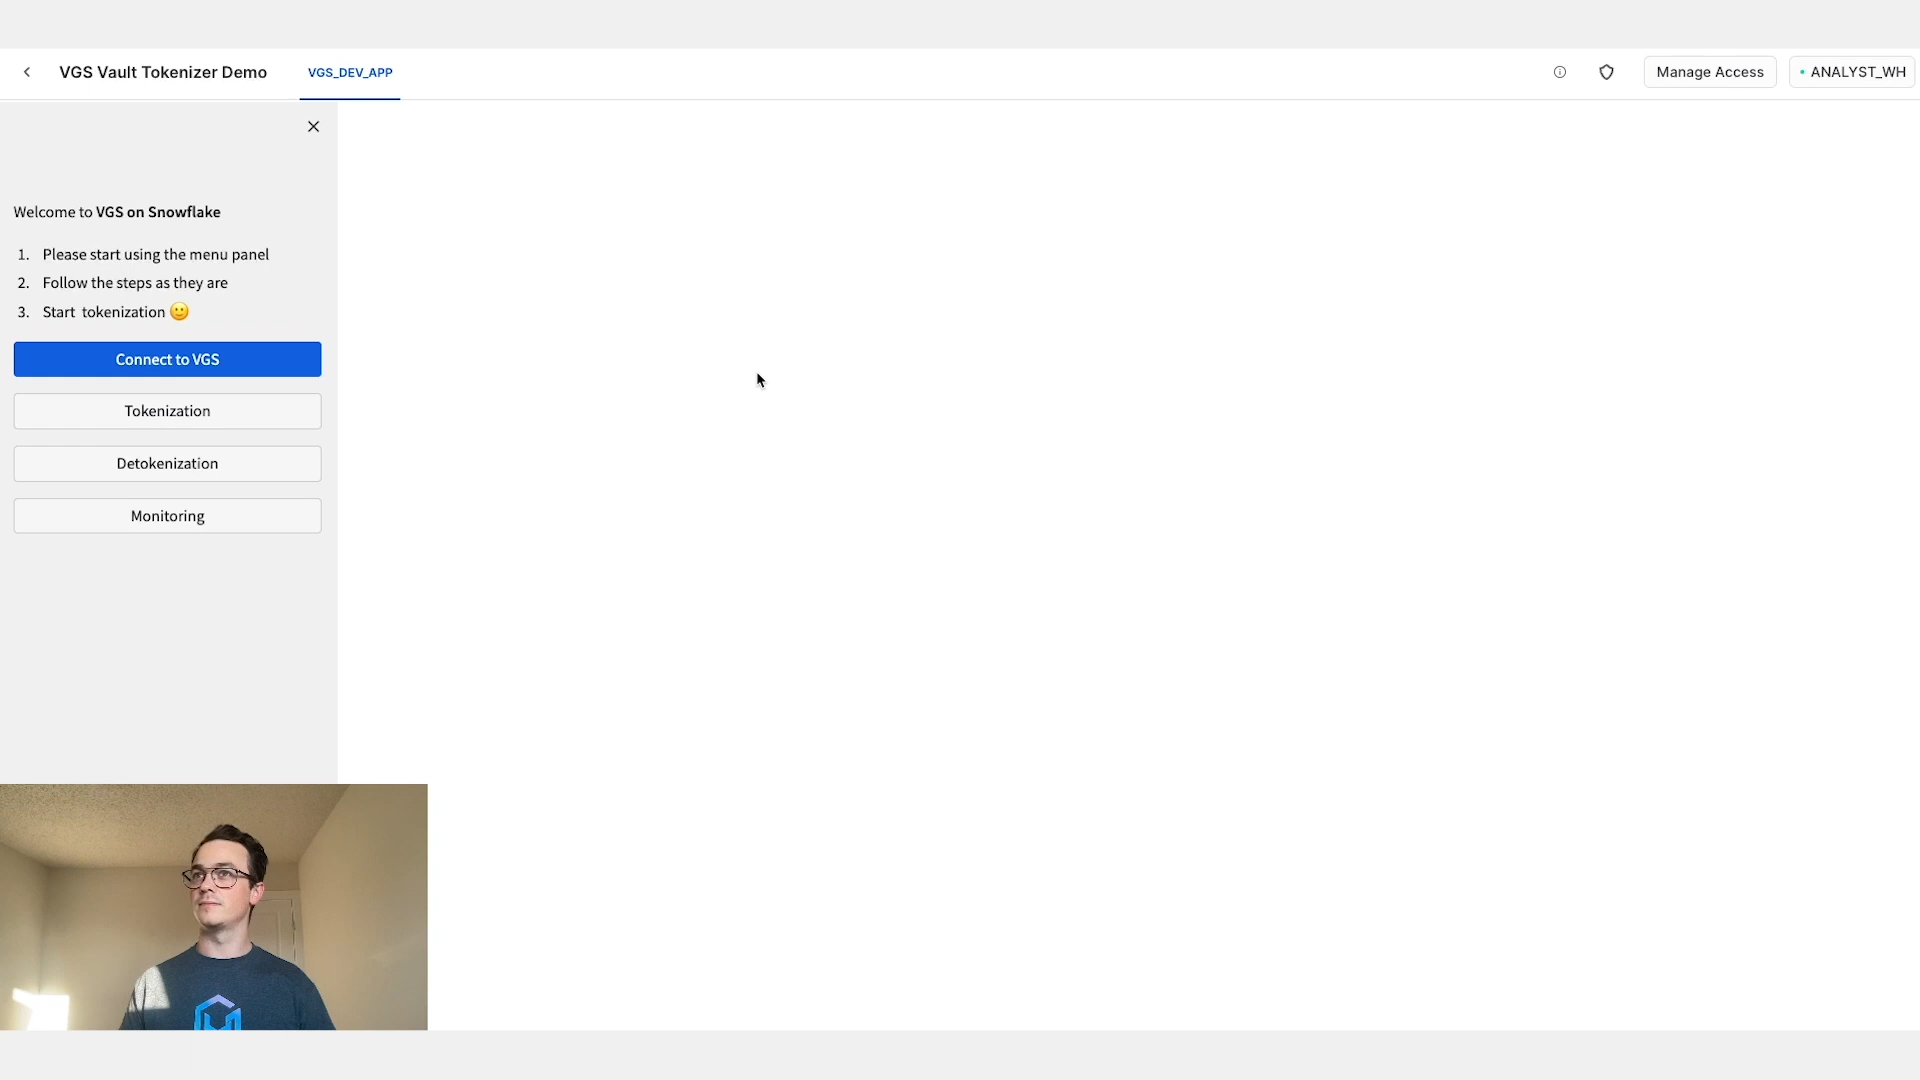 VGS Vault Tokenizer Demo
VGS_DEV_APP
Manage Access
ANALYST_WH
Welcome to VGS on Snowflake
1. Please start using the menu panel
2. Follow the steps as they are
3. Start tokenization 🙂
Connect to VGS
Tokenization
Detokenization
Monitoring